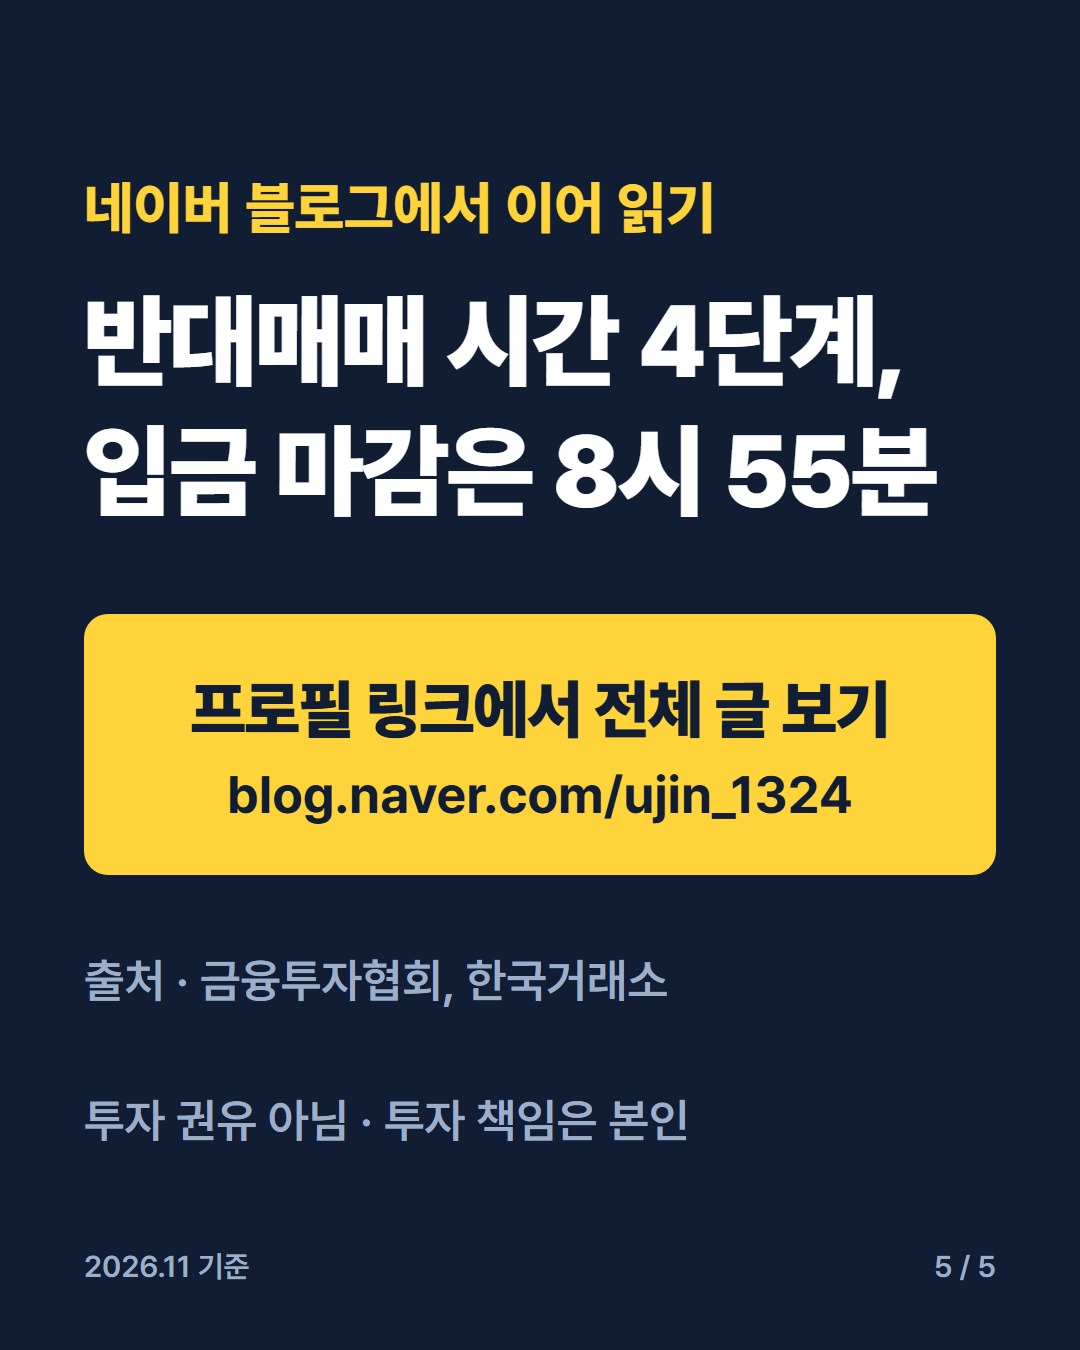 네이버 블로그에서 이어 읽기
반대매매 시간 4단계,
입금 마감은 8시 55분
프로필 링크에서 전체 글 보기
blog.naver.com/ujin_1324
출처 · 금융투자협회, 한국거래소
투자 권유 아님 · 투자 책임은 본인
2026.11 기준
5 / 5